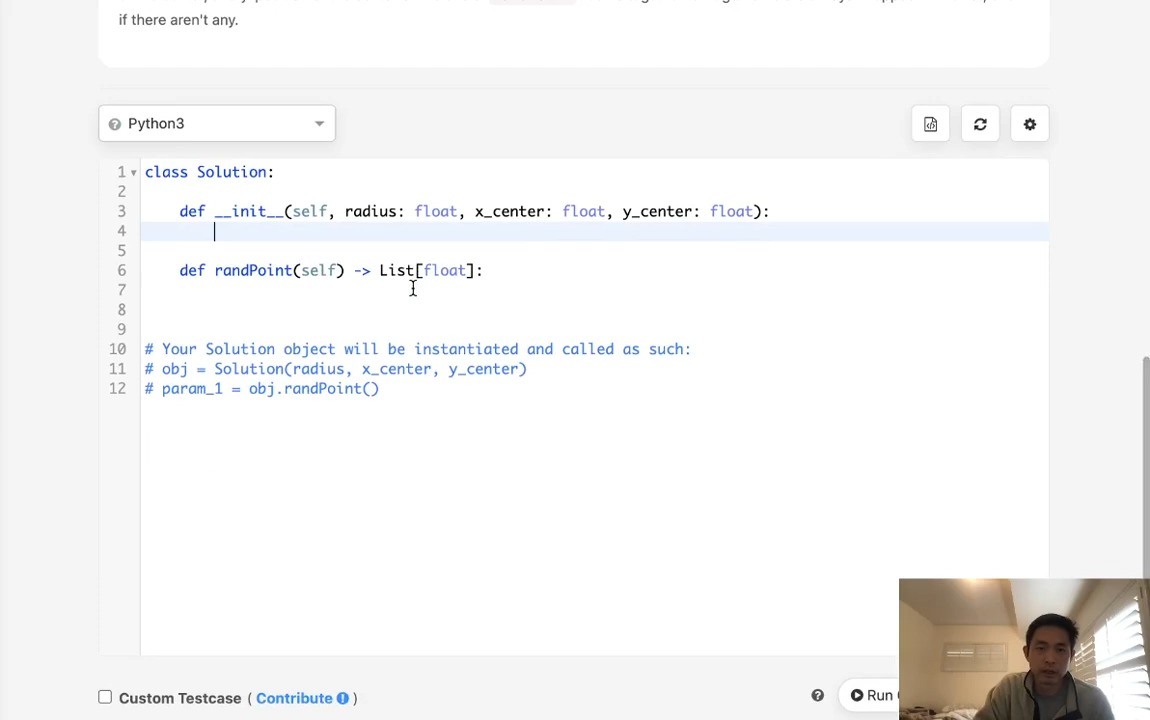 if there aren't any.
Python3
1 class Solution:
2
3 def __init__(self, radius: float, x_center: float, y_center: float):
4
5
6 def randPoint(self) -> List[float]:
7
8
9
10 # Your Solution object will be instantiated and called as such:
11 # obj = Solution(radius, x_center, y_center)
12 # param_1 = obj.randPoint()
Custom Testcase ( Contribute )
Run